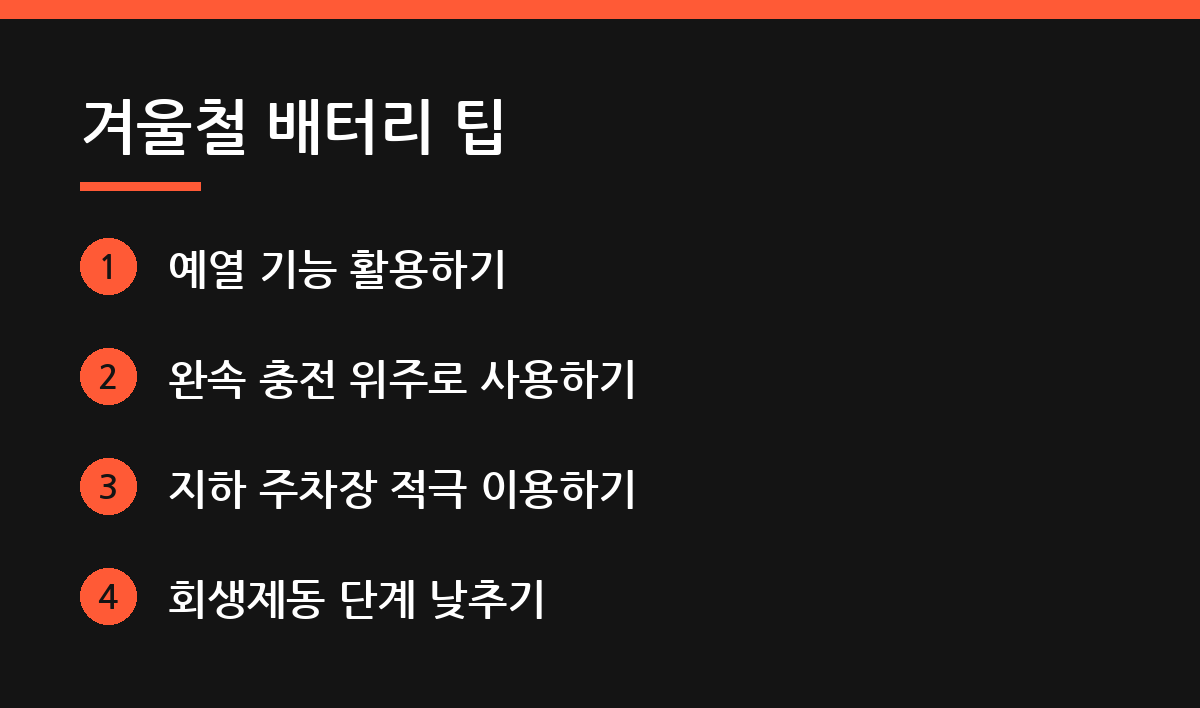 겨울철 배터리 팁
1 예열 기능 활용하기
2 완속 충전 위주로 사용하기
3 지하 주차장 적극 이용하기
4 회생제동 단계 낮추기